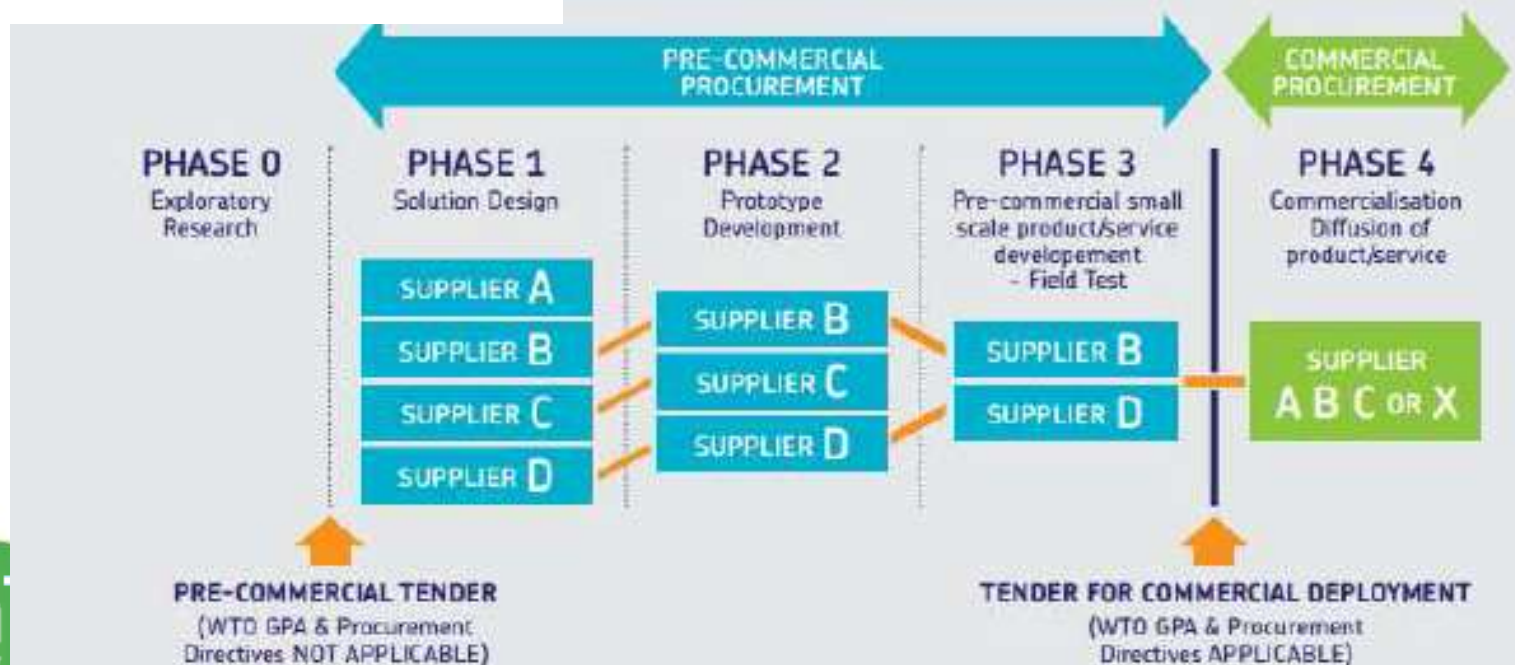 PRE-COMMERCIAL
PROCUREMENT
COMMERCIAL
PROCUREMENT
PHASE 0
Exploratory
Research
PHASE 1
Solution Design
PHASE 2
Prototype
Development
PHASE 3
Pre-commercial small
scale product/service
developement
- Field Test
PHASE 4
Commercialisation
Diffusion of
product/service
SUPPLIER A
SUPPLIER B
SUPPLIER C
SUPPLIER D
SUPPLIER B
SUPPLIER C
SUPPLIER D
SUPPLIER B
SUPPLIER D
SUPPLIER
A B C OR X
PRE-COMMERCIAL TENDER
(WTO GPA & Procurement
Directives NOT APPLICABLE)
TENDER FOR COMMERCIAL DEPLOYMENT
(WTO GPA & Procurement
Directives APPLICABLE)